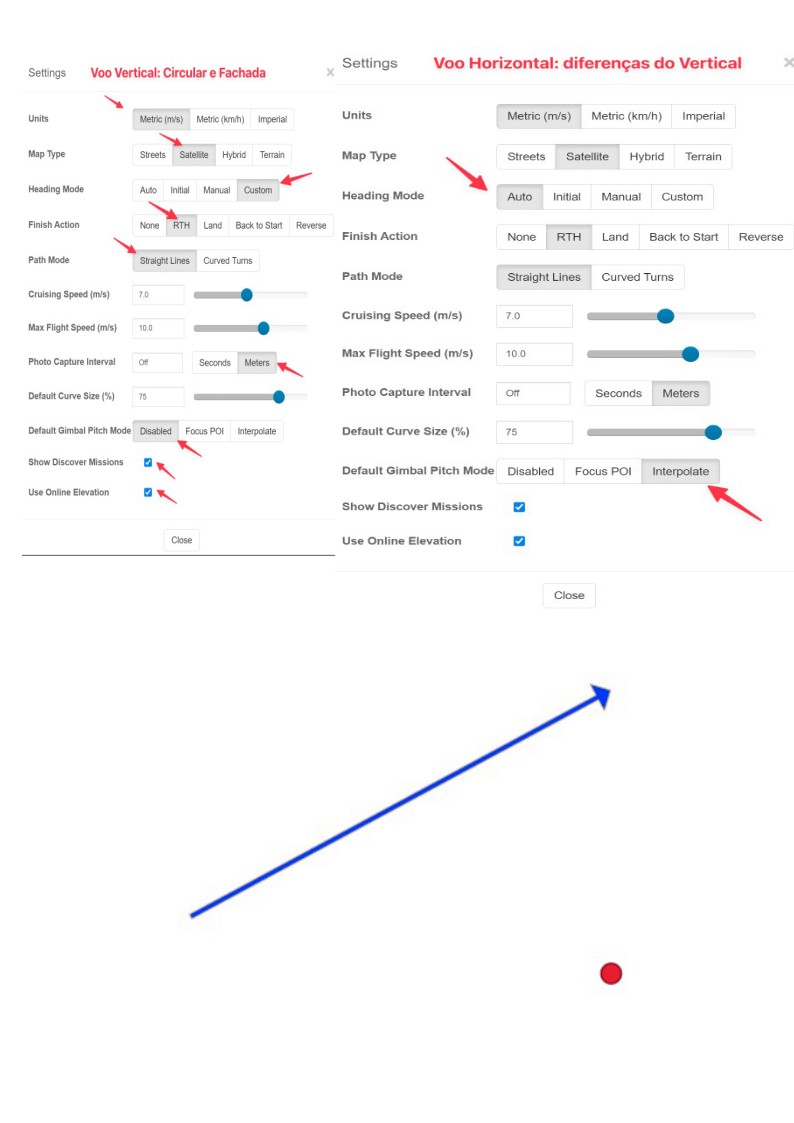 Settings Voo Vertical: Circular e Fachada ×
Units Metric (m/s) Metric (km/h) Imperial
Map Type Streets Satellite Hybrid Terrain
Heading Mode Auto Initial Manual Custom
Finish Action None RTH Land Back to Start Reverse
Path Mode Straight Lines Curved Turns
Cruising Speed (m/s) 7.0
Max Flight Speed (m/s) 10.0
Photo Capture Interval Off Seconds Meters
Default Curve Size (%) 75
Default Gimbal Pitch Mode Disabled Focus POI Interpolate
Show Discover Missions
Use Online Elevation
Close
Settings Voo Horizontal: diferenças do Vertical ×
Units Metric (m/s) Metric (km/h) Imperial
Map Type Streets Satellite Hybrid Terrain
Heading Mode Auto Initial Manual Custom
Finish Action None RTH Land Back to Start Reverse
Path Mode Straight Lines Curved Turns
Cruising Speed (m/s) 7.0
Max Flight Speed (m/s) 10.0
Photo Capture Interval Off Seconds Meters
Default Curve Size (%) 75
Default Gimbal Pitch Mode Disabled Focus POI Interpolate
Show Discover Missions
Use Online Elevation
Close